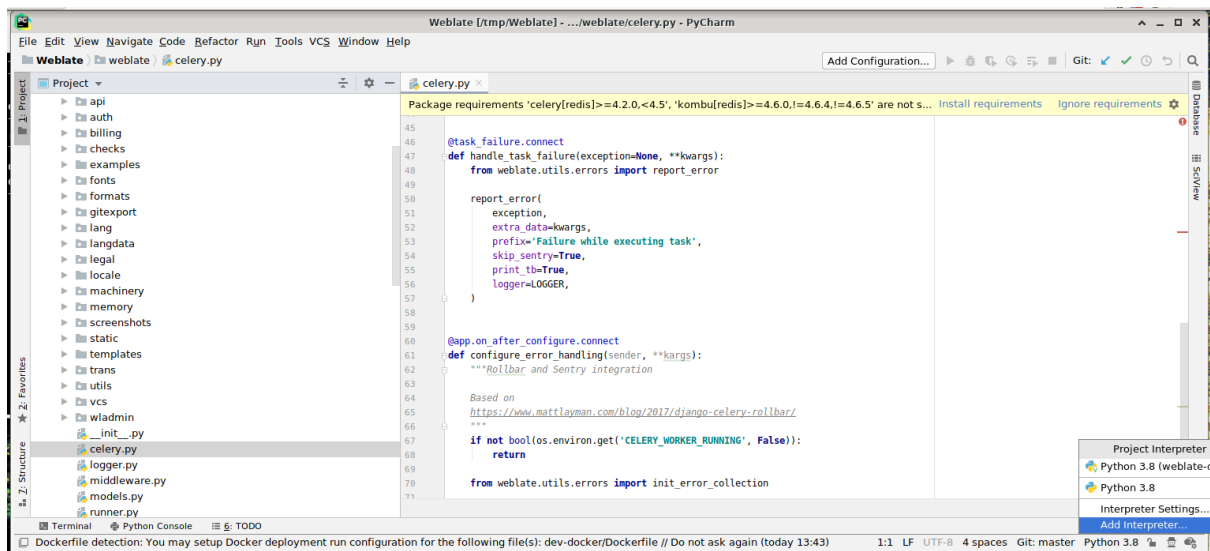 Weblate [/tmp/Weblate] - .../weblate/celery.py - PyCharm
File Edit View Navigate Code Refactor Run Tools VCS Window Help
Weblate weblate celery.py Add Configuration... Git:
1: Project
Project
celery.py
Package requirements 'celery[redis]>=4.2.0,<4.5', 'kombu[redis]>=4.6.0,!=4.6.4,!=4.6.5' are not s... Install requirements Ignore requirements
api
auth
billing
checks
examples
fonts
formats
gitexport
lang
langdata
legal
locale
machinery
memory
screenshots
static
templates
trans
utils
vcs
wladmin
__init__.py
celery.py
logger.py
middleware.py
models.py
runner.py
2: Favorites
7: Structure
45
46 @task_failure.connect
47 def handle_task_failure(exception=None, **kwargs):
48 from weblate.utils.errors import report_error
49
50 report_error(
51 exception,
52 extra_data=kwargs,
53 prefix='Failure while executing task',
54 skip_sentry=True,
55 print_tb=True,
56 logger=LOGGER,
57 )
58
59
60 @app.on_after_configure.connect
61 def configure_error_handling(sender, **kargs):
62 """Rollbar and Sentry integration
63
64 Based on
65 https://www.mattlayman.com/blog/2017/django-celery-rollbar/
66 """
67 if not bool(os.environ.get('CELERY_WORKER_RUNNING', False)):
68 return
69
70 from weblate.utils.errors import init_error_collection
71
Database
SciView
Project Interpreter
Python 3.8 (weblate-
Python 3.8
Interpreter Settings...
Add Interpreter...
Terminal Python Console 6: TODO
Dockerfile detection: You may setup Docker deployment run configuration for the following file(s): dev-docker/Dockerfile // Do not ask again (today 13:43) 1:1 LF UTF-8 4 spaces Git: master Python 3.8